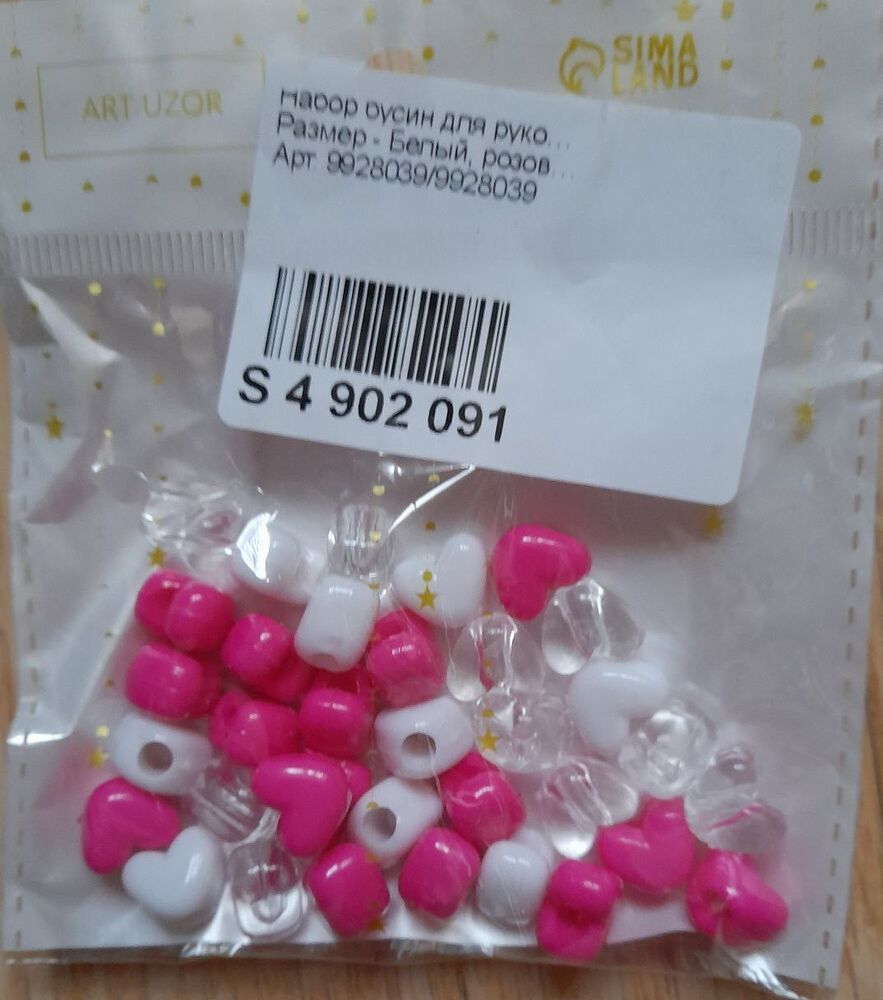 ART UZOR
SIMA
LAND
Набор бусин для руко...
Размер - Белый, розов...
Арт. 9928039/9928039
S 4 902 091